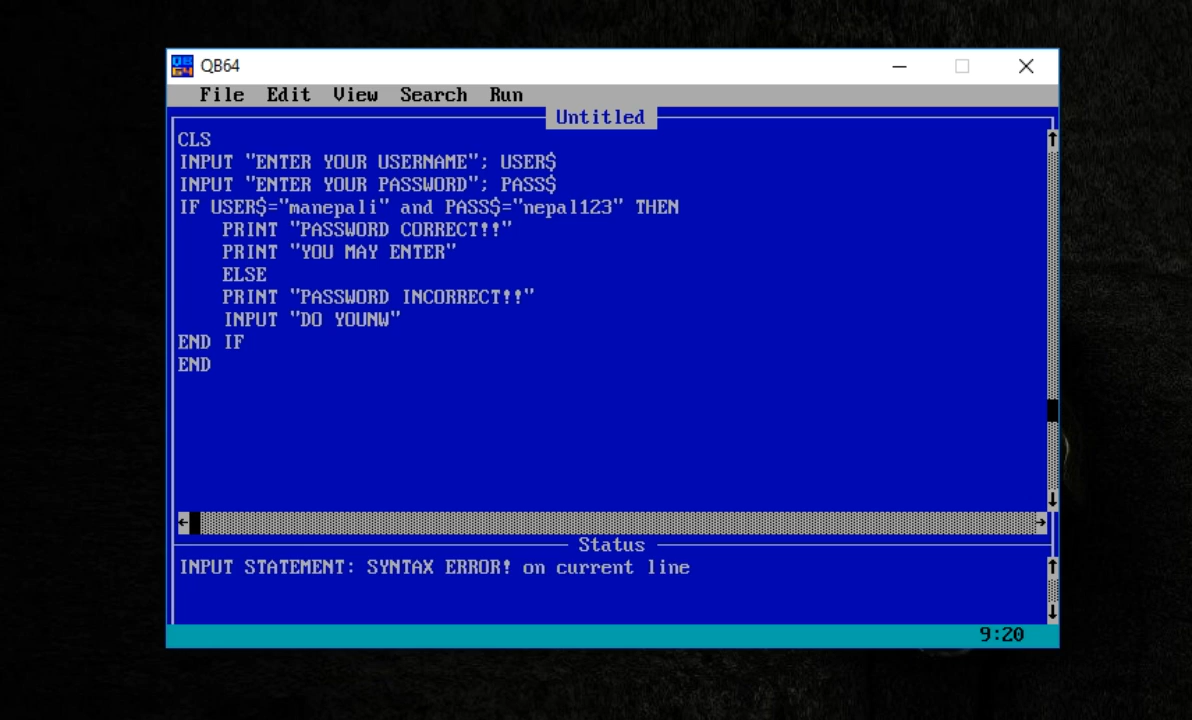 QB64
File Edit View Search Run
Untitled
CLS
INPUT "ENTER YOUR USERNAME"; USER$
INPUT "ENTER YOUR PASSWORD"; PASS$
IF USER$="manepali" and PASS$="nepal123" THEN
PRINT "PASSWORD CORRECT!!"
PRINT "YOU MAY ENTER"
ELSE
PRINT "PASSWORD INCORRECT!!"
INPUT "DO YOUNW"
END IF
END
Status
INPUT STATEMENT: SYNTAX ERROR! on current line
9:20